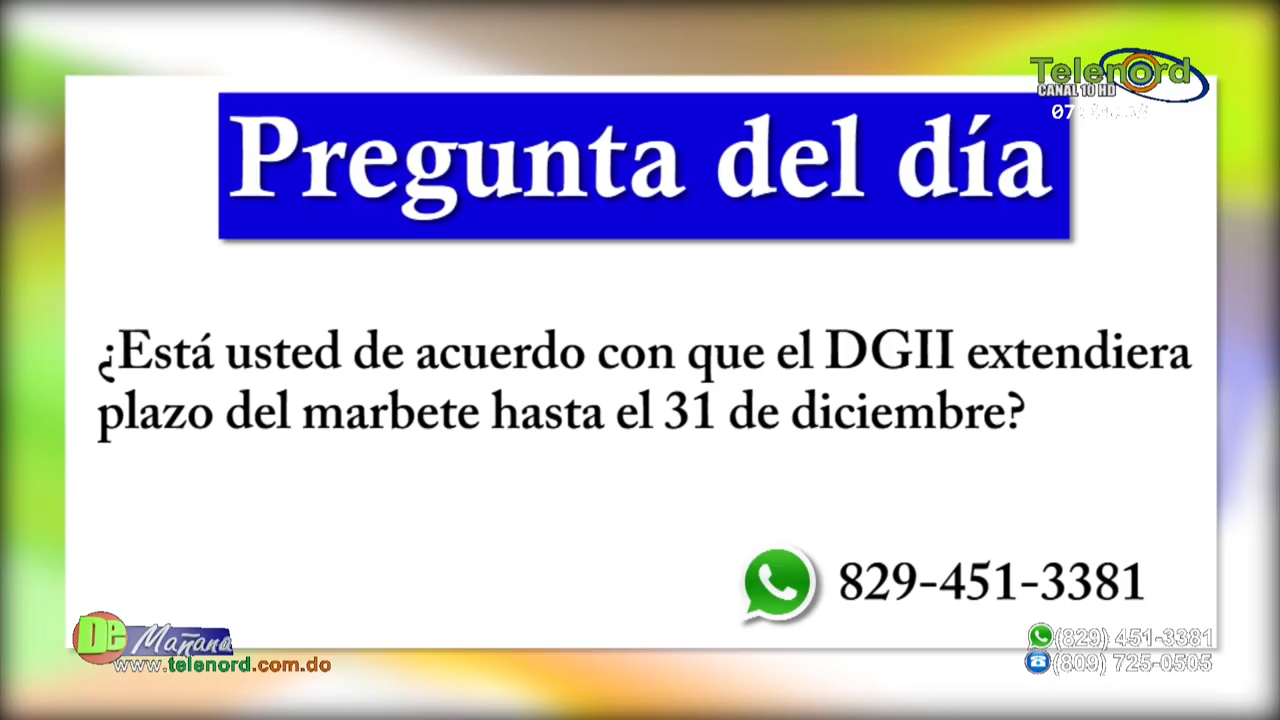 Telenord
CANAL 10 HD
Pregunta del día
¿Está usted de acuerdo con que el DGII extendiera
plazo del marbete hasta el 31 de diciembre?
829-451-3381
De Mañana
www.telenord.com.do
(829) 451-3381
(809) 725-0505